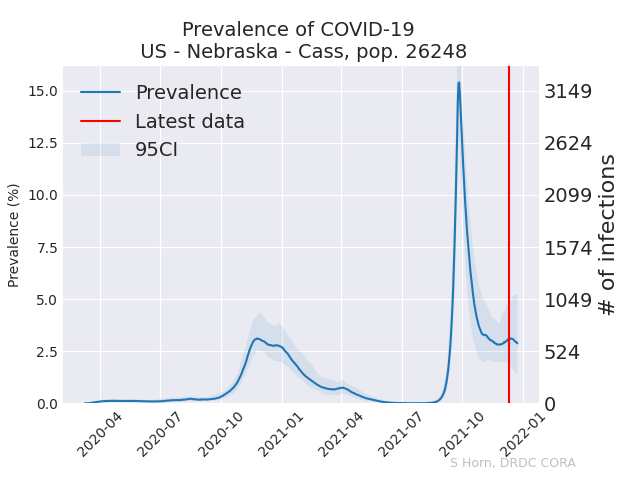 Prevalence of COVID-19
US - Nebraska - Cass, pop. 26248
Prevalence
Latest data
95CI
Prevalence (%)
15.0
12.5
10.0
7.5
5.0
2.5
0.0
3149
2624
2099
1574
1049
524
0
# of infections
2020-04
2020-07
2020-10
2021-01
2021-04
2021-07
2021-10
2022-01
S Horn, DRDC CORA